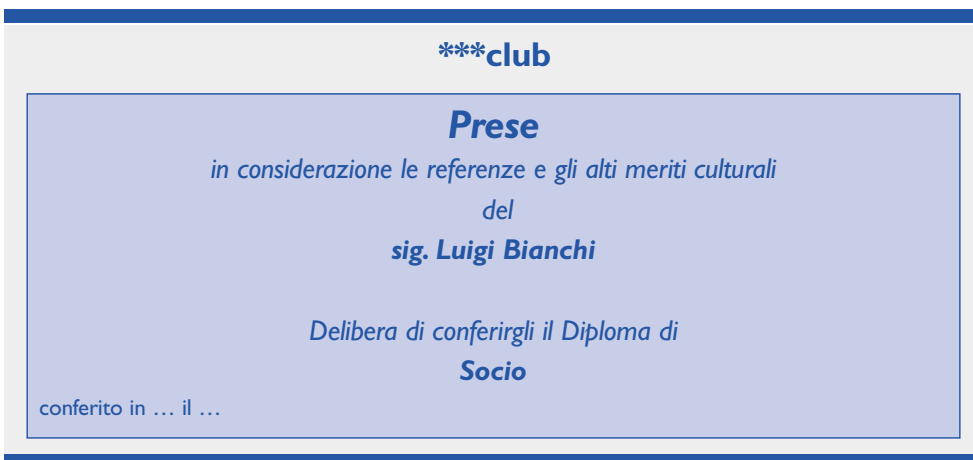 ***club
Prese
in considerazione le referenze e gli alti meriti culturali
del
sig. Luigi Bianchi
Delibera di conferirgli il Diploma di
Socio
conferito in … il …